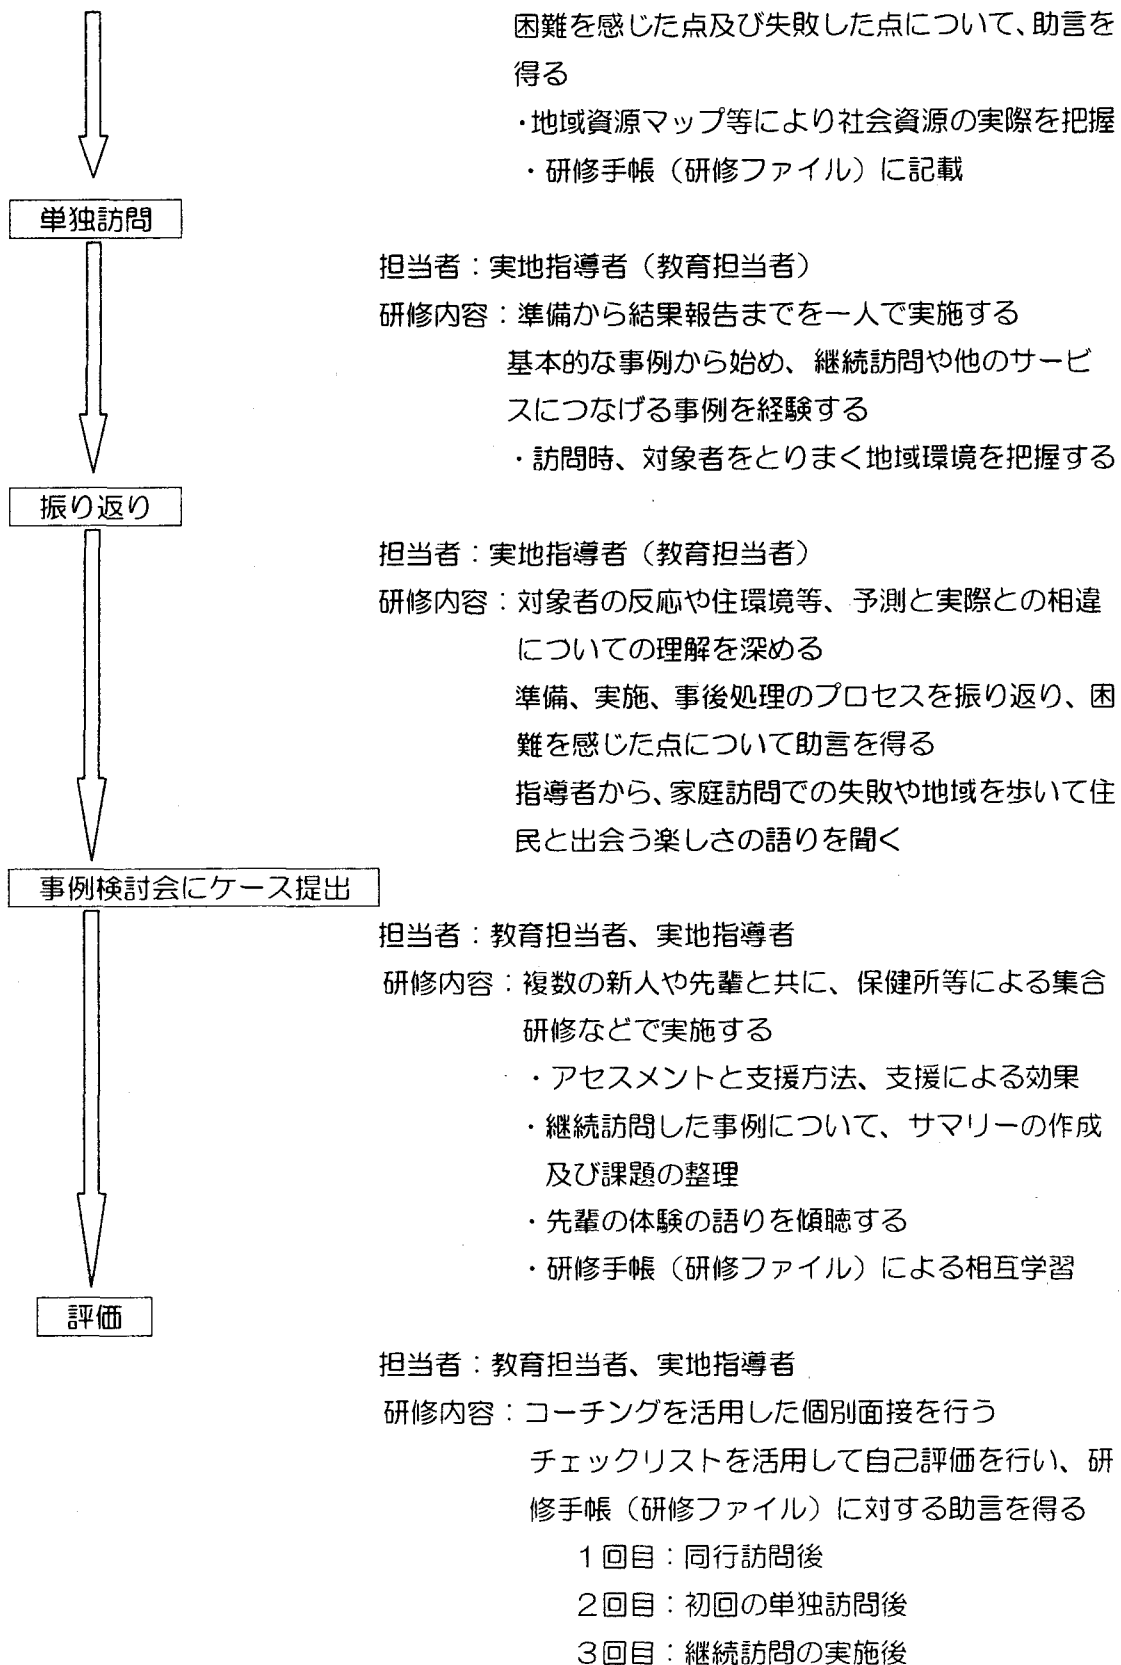 困難を感じた点及び失敗した点について、助言を
得る
・地域資源マップ等により社会資源の実際を把握
・研修手帳（研修ファイル）に記載
単独訪問
担当者：実地指導者（教育担当者）
研修内容：準備から結果報告までを一人で実施する
基本的な事例から始め、継続訪問や他のサービ
スにつなげる事例を経験する
・訪問時、対象者をとりまく地域環境を把握する
振り返り
担当者：実地指導者（教育担当者）
研修内容：対象者の反応や住環境等、予測と実際との相違
についての理解を深める
準備、実施、事後処理のプロセスを振り返り、困
難を感じた点について助言を得る
指導者から、家庭訪問での失敗や地域を歩いて住
民と出会う楽しさの語りを聞く
事例検討会にケース提出
担当者：教育担当者、実地指導者
研修内容：複数の新人や先輩と共に、保健所等による集合
研修などで実施する
・アセスメントと支援方法、支援による効果
・継続訪問した事例について、サマリーの作成
及び課題の整理
・先輩の体験の語りを傾聴する
・研修手帳（研修ファイル）による相互学習
評価
担当者：教育担当者、実地指導者
研修内容：コーチングを活用した個別面接を行う
チェックリストを活用して自己評価を行い、研
修手帳（研修ファイル）に対する助言を得る
１回目：同行訪問後
２回目：初回の単独訪問後
３回目：継続訪問の実施後